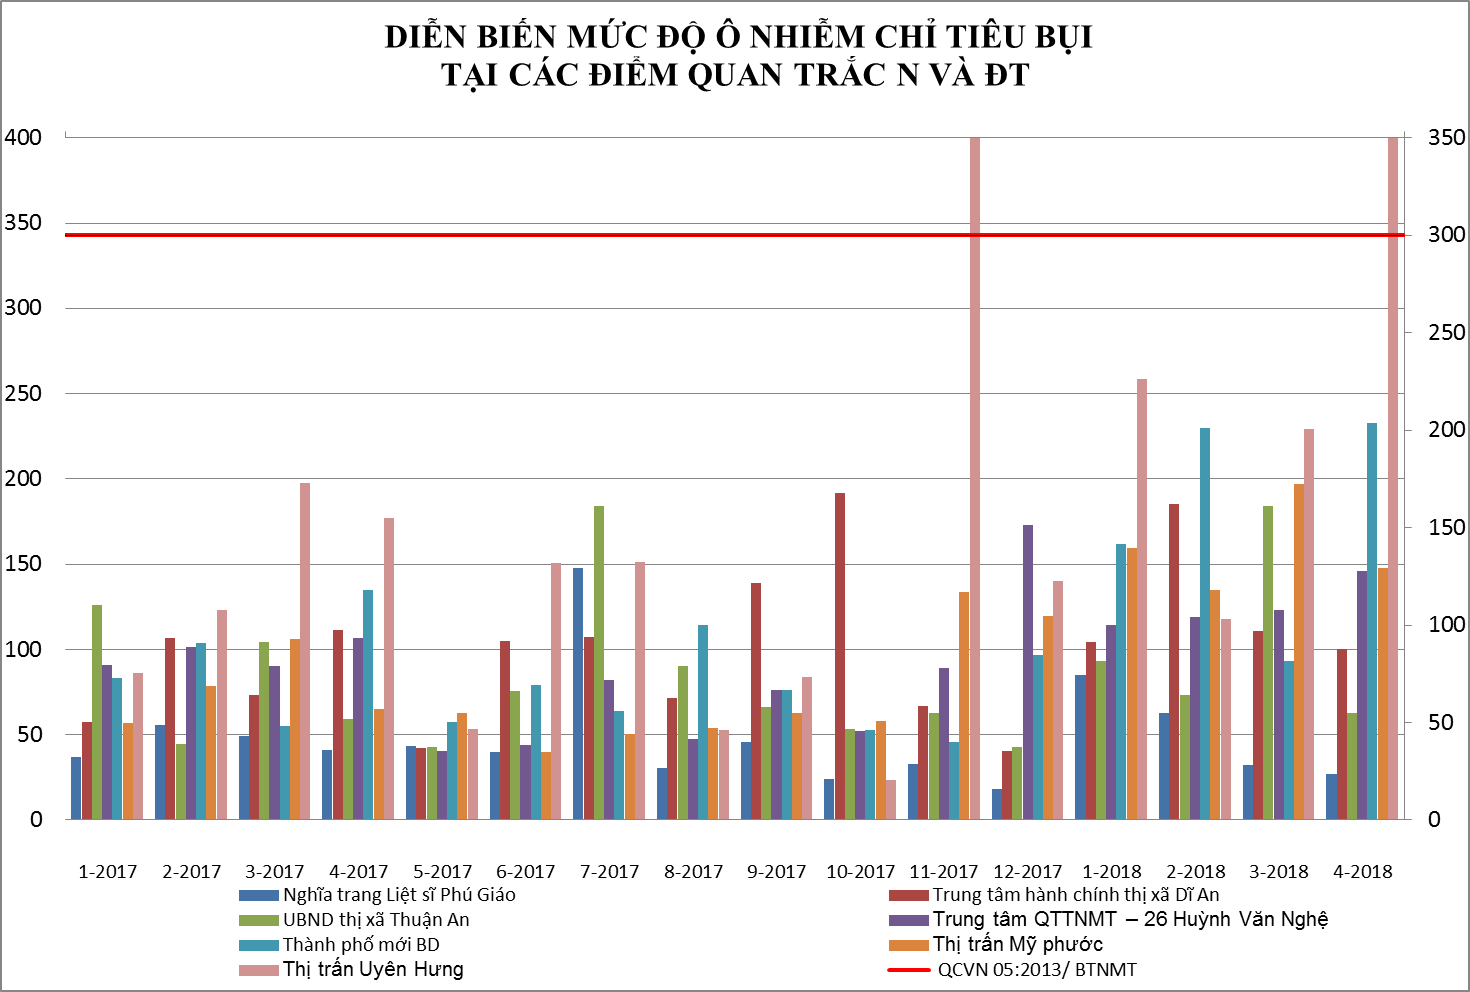 DIỄN BIẾN MỨC ĐỘ Ô NHIỄM CHỈ TIÊU BỤI
TẠI CÁC ĐIỂM QUAN TRẮC N VÀ ĐT
400 350
350 300
300 250
250 200
200 150
150 100
100 50
50 0
0
1-2017 2-2017 3-2017 4-2017 5-2017 6-2017 7-2017 8-2017 9-2017 10-2017 11-2017 12-2017 1-2018 2-2018 3-2018 4-2018
Nghĩa trang Liệt sĩ Phú Giáo Trung tâm hành chính thị xã Dĩ An
UBND thị xã Thuận An Trung tâm QTTNMT – 26 Huỳnh Văn Nghệ
Thành phố mới BD Thị trấn Mỹ phước
Thị trấn Uyên Hưng QCVN 05:2013/ BTNMT